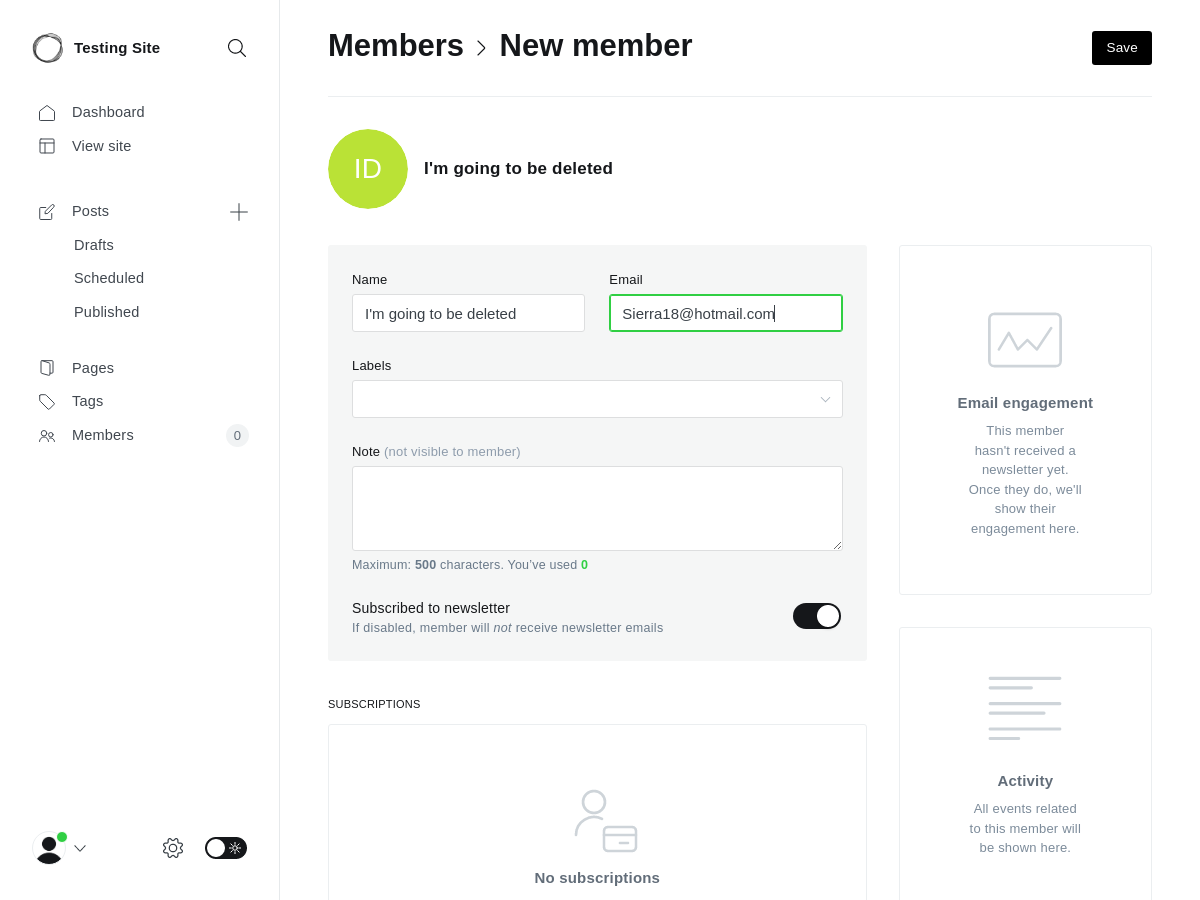 Testing Site
Dashboard
View site
Posts
Drafts
Scheduled
Published
Pages
Tags
Members
0
Members
New member
Save
ID
I'm going to be deleted
Name
Email
I'm going to be deleted
Sierra18@hotmail.com
Labels
Note (not visible to member)
Maximum: 500 characters. You’ve used 0
Subscribed to newsletter
If disabled, member will not receive newsletter emails
SUBSCRIPTIONS
No subscriptions
Email engagement
This member
hasn't received a
newsletter yet.
Once they do, we'll
show their
engagement here.
Activity
All events related
to this member will
be shown here.